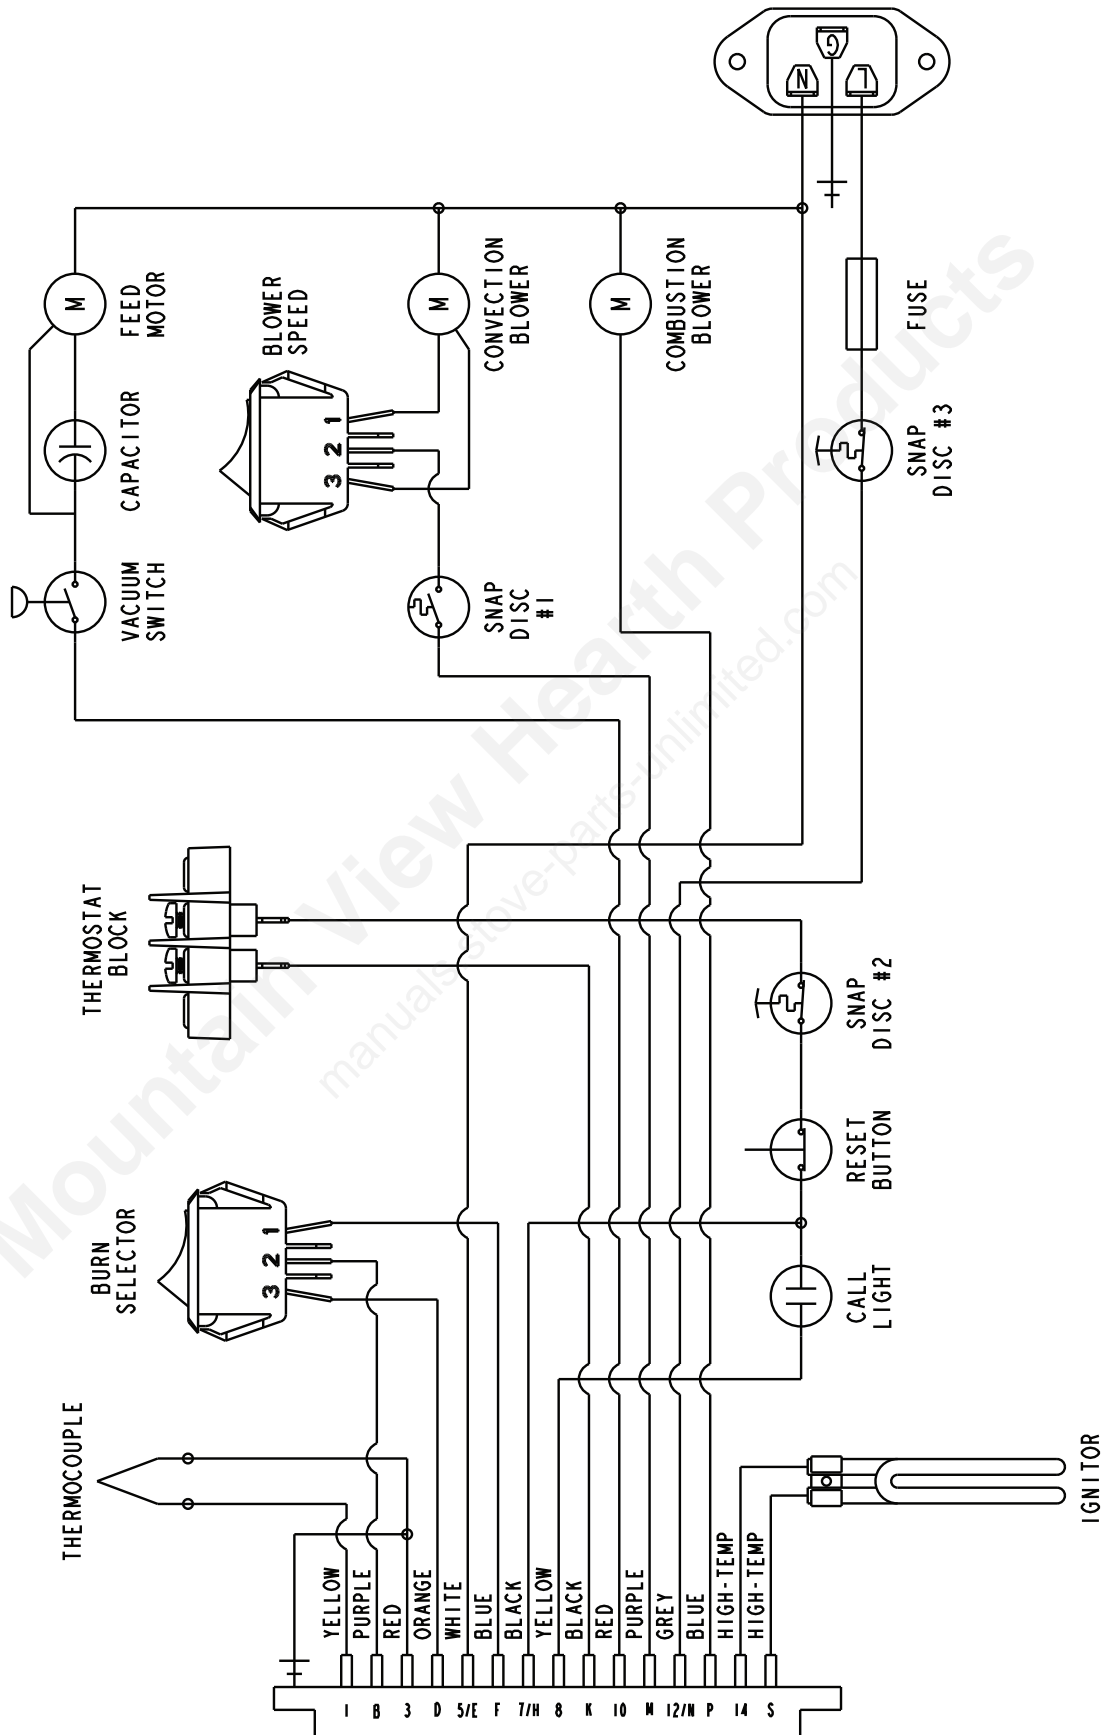 G
N
L
M
FEED
MOTOR
BLOWER
SPEED
M
CONVECTION
BLOWER
M
COMBUSTION
BLOWER
FUSE
CAPACITOR
1
2
3
SNAP
DISC #3
VACUUM
SWITCH
SNAP
DISC
#1
THERMOSTAT
BLOCK
SNAP
DISC #2
RESET
BUTTON
BURN
SELECTOR
1
2
3
CALL
LIGHT
THERMOCOUPLE
IGNITOR
YELLOW
PURPLE
RED
ORANGE
WHITE
BLUE
BLACK
YELLOW
BLACK
RED
PURPLE
GREY
BLUE
HIGH-TEMP
HIGH-TEMP
1 B 3 D 5/E F 7/H 8 K 10 M 12/N P 14 S
Mountain View Hearth Products
manuals.stove-parts-unlimited.com